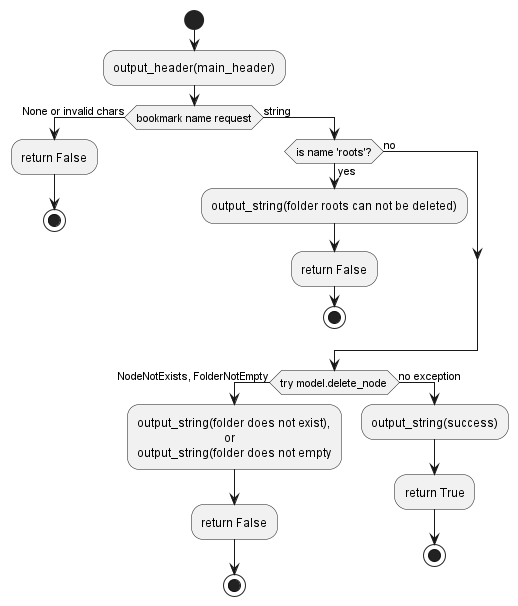 output_header(main_header)
None or invalid chars
bookmark name request
string
return False
is name 'roots'?
no
yes
output_string(folder roots can not be deleted)
return False
NodeNotExists, FolderNotEmpty
try model.delete_node
no exception
output_string(folder does not exist),
or
output_string(folder does not empty
output_string(success)
return False
return True